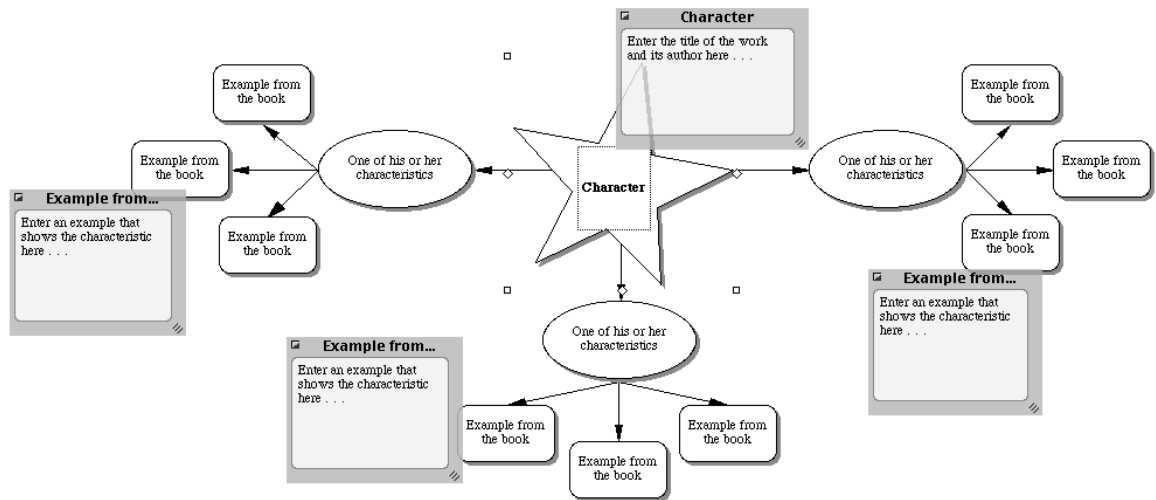 Character
Enter the title of the work
and its author here . . .
Example from
the book
Example from
the book
Example from
the book
One of his or her
characteristics
Example from...
Enter an example that
shows the characteristic
here . . .
Character
One of his or her
characteristics
Example from
the book
Example from
the book
Example from
the book
Example from...
Enter an example that
shows the characteristic
here . . .
One of his or her
characteristics
Example from...
Enter an example that
shows the characteristic
here . . .
Example from
the book
Example from
the book
Example from
the book